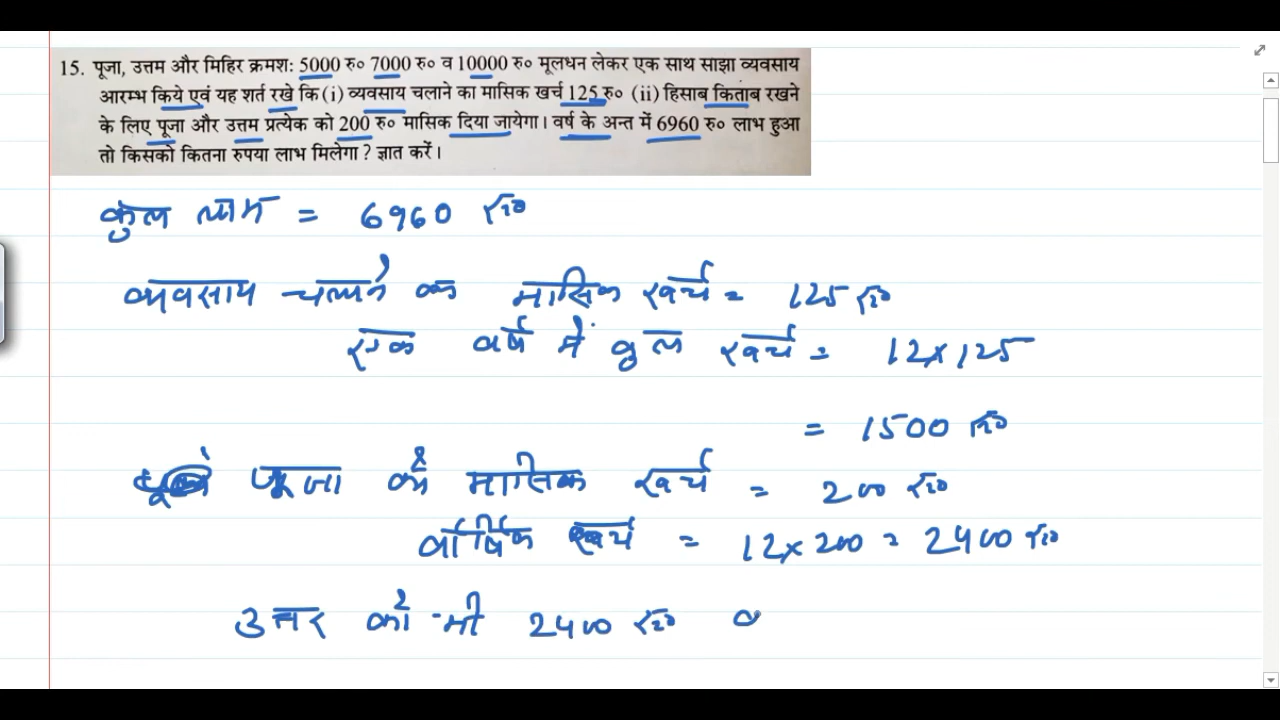 15. पूजा, उत्तम और मिहिर क्रमशः 5000 रु० 7000 रु० व 10000 रु० मूलधन लेकर एक साथ साझा व्यवसाय
आरम्भ किये एवं यह शर्त रखे कि (i) व्यवसाय चलाने का मासिक खर्च 125 रु० (ii) हिसाब किताब रखने
के लिए पूजा और उत्तम प्रत्येक को 200 रु० मासिक दिया जायेगा। वर्ष के अन्त में 6960 रु० लाभ हुआ
तो किसको कितना रुपया लाभ मिलेगा? ज्ञात करें।
कुल लाभ = 6960 रु०
व्यवसाय चलाने का मासिक खर्च = 125 रु०
एक वर्ष में कुल खर्च = 12×125
= 1500 रु०
पूजा के मासिक खर्च = 200 रु०
वार्षिक खर्च = 12×200 = 2400 रु०
को भी 2400 रु०